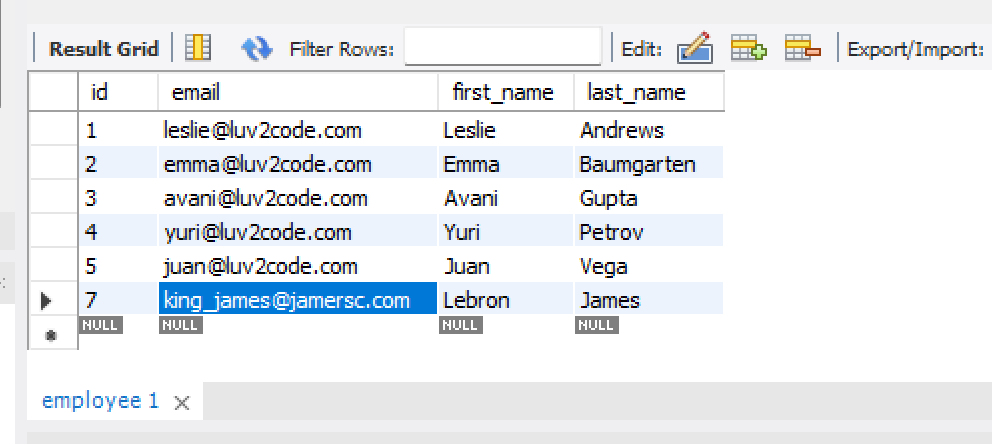 Result Grid Filter Rows: Edit: Export/Import:
id email first_name last_name
1 leslie@luv2code.com Leslie Andrews
2 emma@luv2code.com Emma Baumgarten
3 avani@luv2code.com Avani Gupta
4 yuri@luv2code.com Yuri Petrov
5 juan@luv2code.com Juan Vega
7 king_james@jamersc.com Lebron James
NULL NULL NULL NULL
employee 1